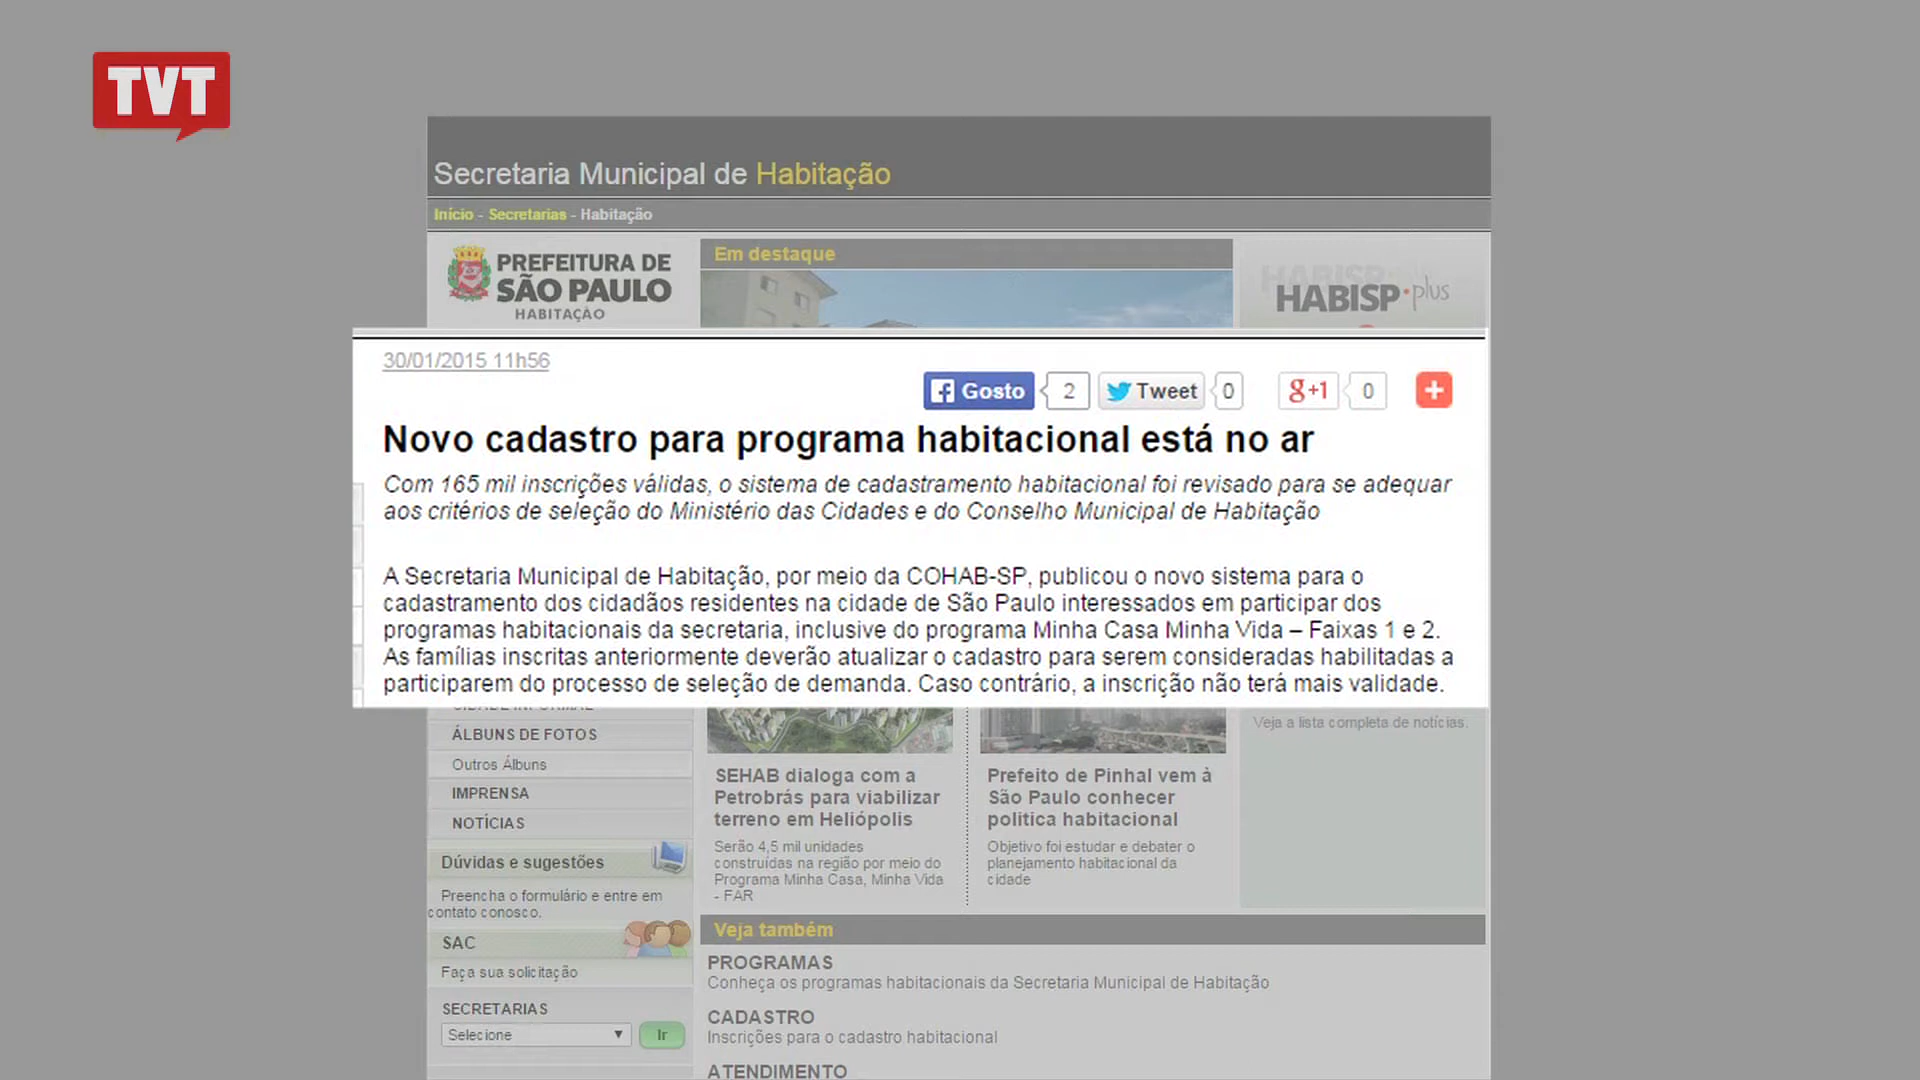 TVT
Secretaria Municipal de Habitação
Início - Secretarias - Habitação
PREFEITURA DE
SÃO PAULO
HABITAÇÃO
Em destaque
HABISP plus
30/01/2015 11h56
Gosto 2 Tweet 0 g+1 0 +
Novo cadastro para programa habitacional está no ar
Com 165 mil inscrições válidas, o sistema de cadastramento habitacional foi revisado para se adequar
aos critérios de seleção do Ministério das Cidades e do Conselho Municipal de Habitação
A Secretaria Municipal de Habitação, por meio da COHAB-SP, publicou o novo sistema para o
cadastramento dos cidadãos residentes na cidade de São Paulo interessados em participar dos
programas habitacionais da secretaria, inclusive do programa Minha Casa Minha Vida – Faixas 1 e 2.
As famílias inscritas anteriormente deverão atualizar o cadastro para serem consideradas habilitadas a
participarem do processo de seleção de demanda. Caso contrário, a inscrição não terá mais validade.
CIDADE INFORMAL
ÁLBUNS DE FOTOS
Outros Álbuns
IMPRENSA
NOTÍCIAS
Dúvidas e sugestões
Preencha o formulário e entre em
contato conosco.
SAC
Faça sua solicitação
SECRETARIAS
Selecione
Ir
SEHAB dialoga com a
Petrobrás para viabilizar
terreno em Heliópolis
Serão 4,5 mil unidades
construídas na região por meio do
Programa Minha Casa, Minha Vida
- FAR
Prefeito de Pinhal vem à
São Paulo conhecer
politica habitacional
Objetivo foi estudar e debater o
planejamento habitacional da
cidade
Veja a lista completa de notícias.
Veja também
PROGRAMAS
Conheça os programas habitacionais da Secretaria Municipal de Habitação
CADASTRO
Inscrições para o cadastro habitacional
ATENDIMENTO